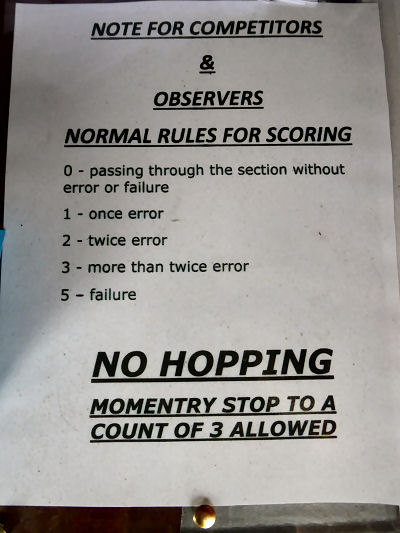 NOTE FOR COMPETITORS
&
OBSERVERS
NORMAL RULES FOR SCORING
0 - passing through the section without
error or failure
1 - once error
2 - twice error
3 - more than twice error
5 – failure
NO HOPPING
MOMENTRY STOP TO A
COUNT OF 3 ALLOWED